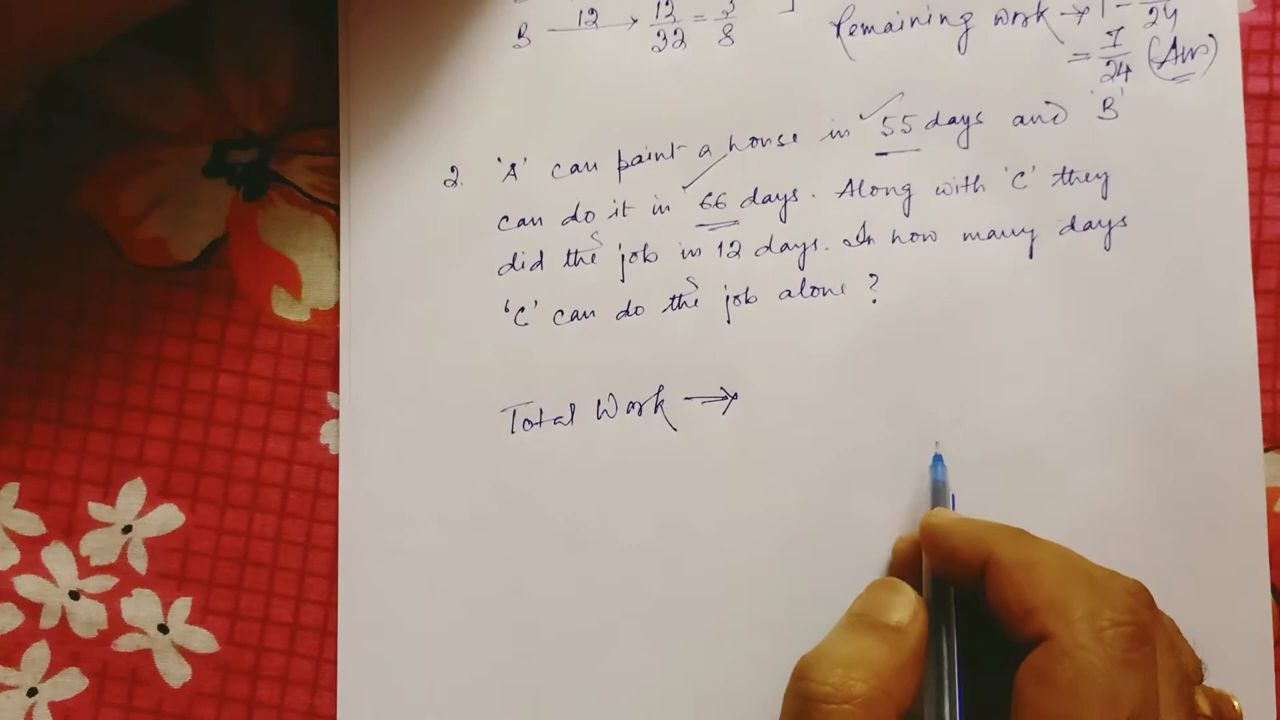 B 12 → 12/32 = 3/8
Remaining work → 1 - /24
= 7/24 (Ans)
2. 'A' can paint a house in 55 days and 'B'
can do it in 66 days. Along with 'C' they
did the job in 12 days. In how many days
'C' can do the job alone ?
Total Work →